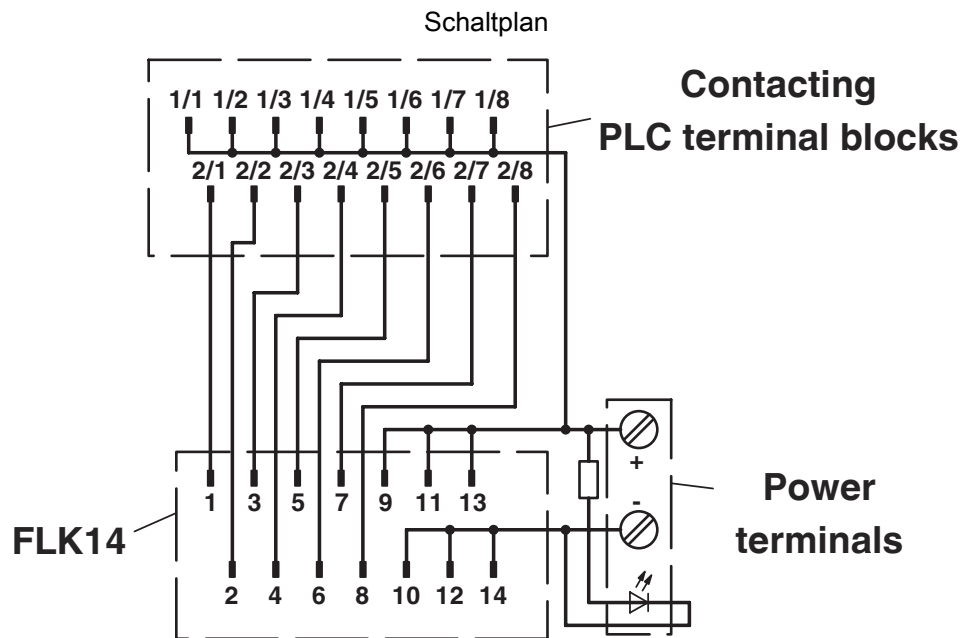 Schaltplan
Contacting
PLC terminal blocks
1/1 1/2 1/3 1/4 1/5 1/6 1/7 1/8
2/1 2/2 2/3 2/4 2/5 2/6 2/7 2/8
+
-
Power
terminals
1 3 5 7 9 11 13
FLK14
2 4 6 8 10 12 14